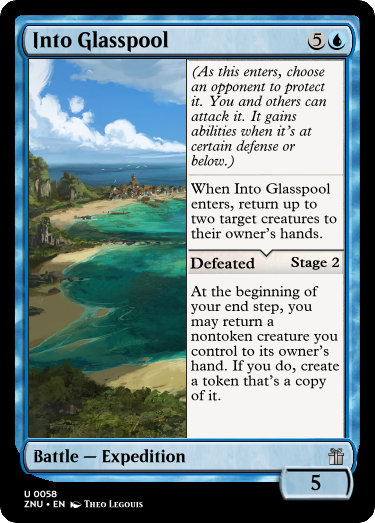 Into Glasspool
5
(As this enters, choose
an opponent to protect
it. You and others can
attack it. It gains
abilities when it's at
certain defense or
below.)
When Into Glasspool
enters, return up to
two target creatures to
their owner's hands.
Defeated Stage 2
At the beginning of
your end step, you
may return a
nontoken creature you
control to its owner's
hand. If you do, create
a token that's a copy
of it.
Battle — Expedition
5
U 0058
ZNU • EN Theo Legouis